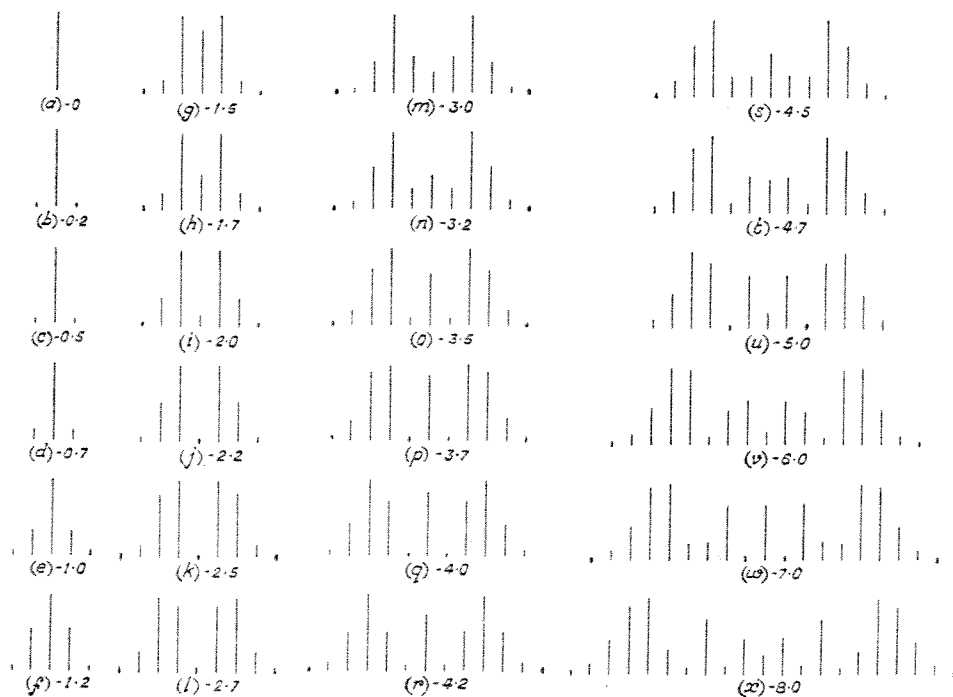 (a)-0
(g)-1·5
(m)-3·0
(s)-4·5
(b)-0·2
(h)-1·7
(n)-3·2
(t)-4·7
(c)-0·5
(i)-2·0
(o)-3·5
(u)-5·0
(d)-0·7
(j)-2·2
(p)-3·7
(v)-6·0
(e)-1·0
(k)-2·5
(q)-4·0
(w)-7·0
(f)-1·2
(l)-2·7
(r)-4·2
(x)-8·0